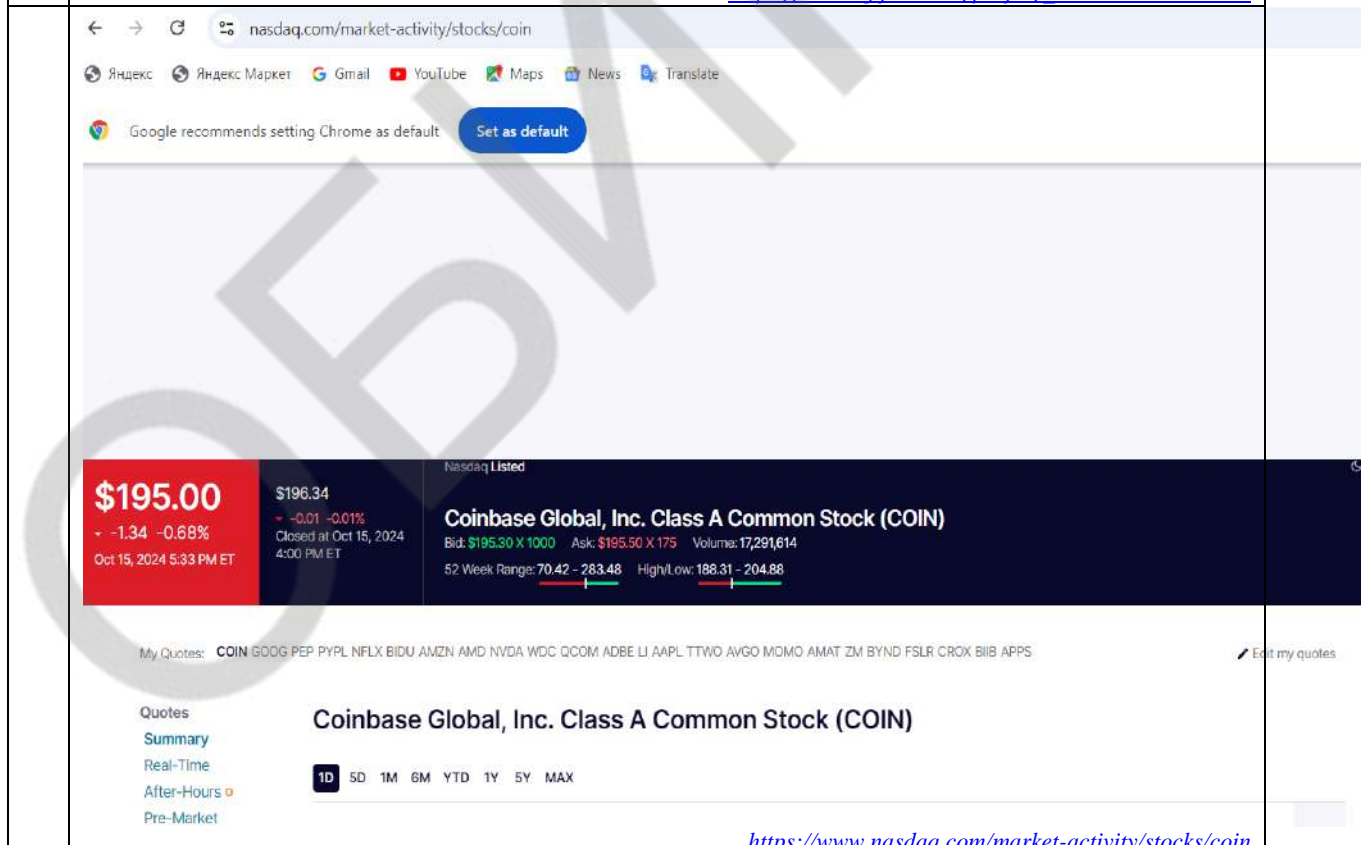 nasdaq.com/market-activity/stocks/coin
Яндекс Яндекс Маркет Gmail YouTube Maps News Translate
Google recommends setting Chrome as default Set as default
Nasdaq Listed
$195.00
-1.34 -0.68%
Oct 15, 2024 5:33 PM ET
$196.34
-0.01 -0.01%
Closed at Oct 15, 2024
4:00 PM ET
Coinbase Global, Inc. Class A Common Stock (COIN)
Bid: $195.30 X 1000 Ask: $195.50 X 175 Volume: 17,291,614
52 Week Range: 70.42 - 283.48 High/Low: 188.31 - 204.88
My Quotes: COIN GOOG PEP PYPL NFLX BIDU AMZN AMD NVDA WDC QCOM ADBE LI AAPL TTWO AVGO MOMO AMAT ZM BYND FSLR CROX BIIB APPS
Edit my quotes
Quotes
Summary
Real-Time
After-Hours
Pre-Market
Coinbase Global, Inc. Class A Common Stock (COIN)
1D 5D 1M 6M YTD 1Y 5Y MAX
https://www.nasdaq.com/market-activity/stocks/coin